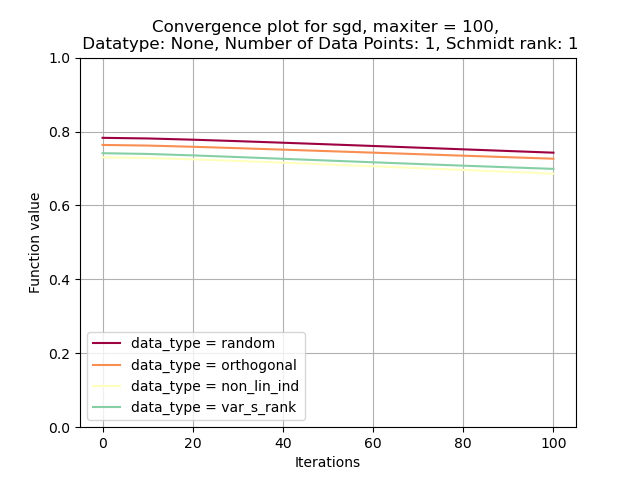 Convergence plot for sgd, maxiter = 100,
Datatype: None, Number of Data Points: 1, Schmidt rank: 1
1.0
0.8
0.6
0.4
0.2
0.0
Function value
data_type = random
data_type = orthogonal
data_type = non_lin_ind
data_type = var_s_rank
0 20 40 60 80 100
Iterations